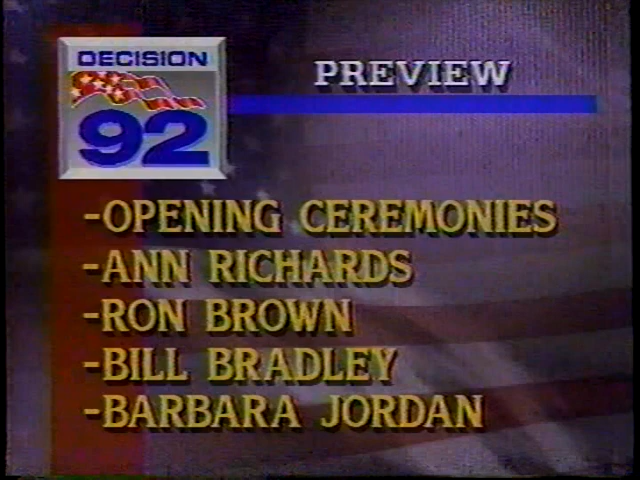 DECISION
92
PREVIEW
-OPENING CEREMONIES
-ANN RICHARDS
-RON BROWN
-BILL BRADLEY
-BARBARA JORDAN